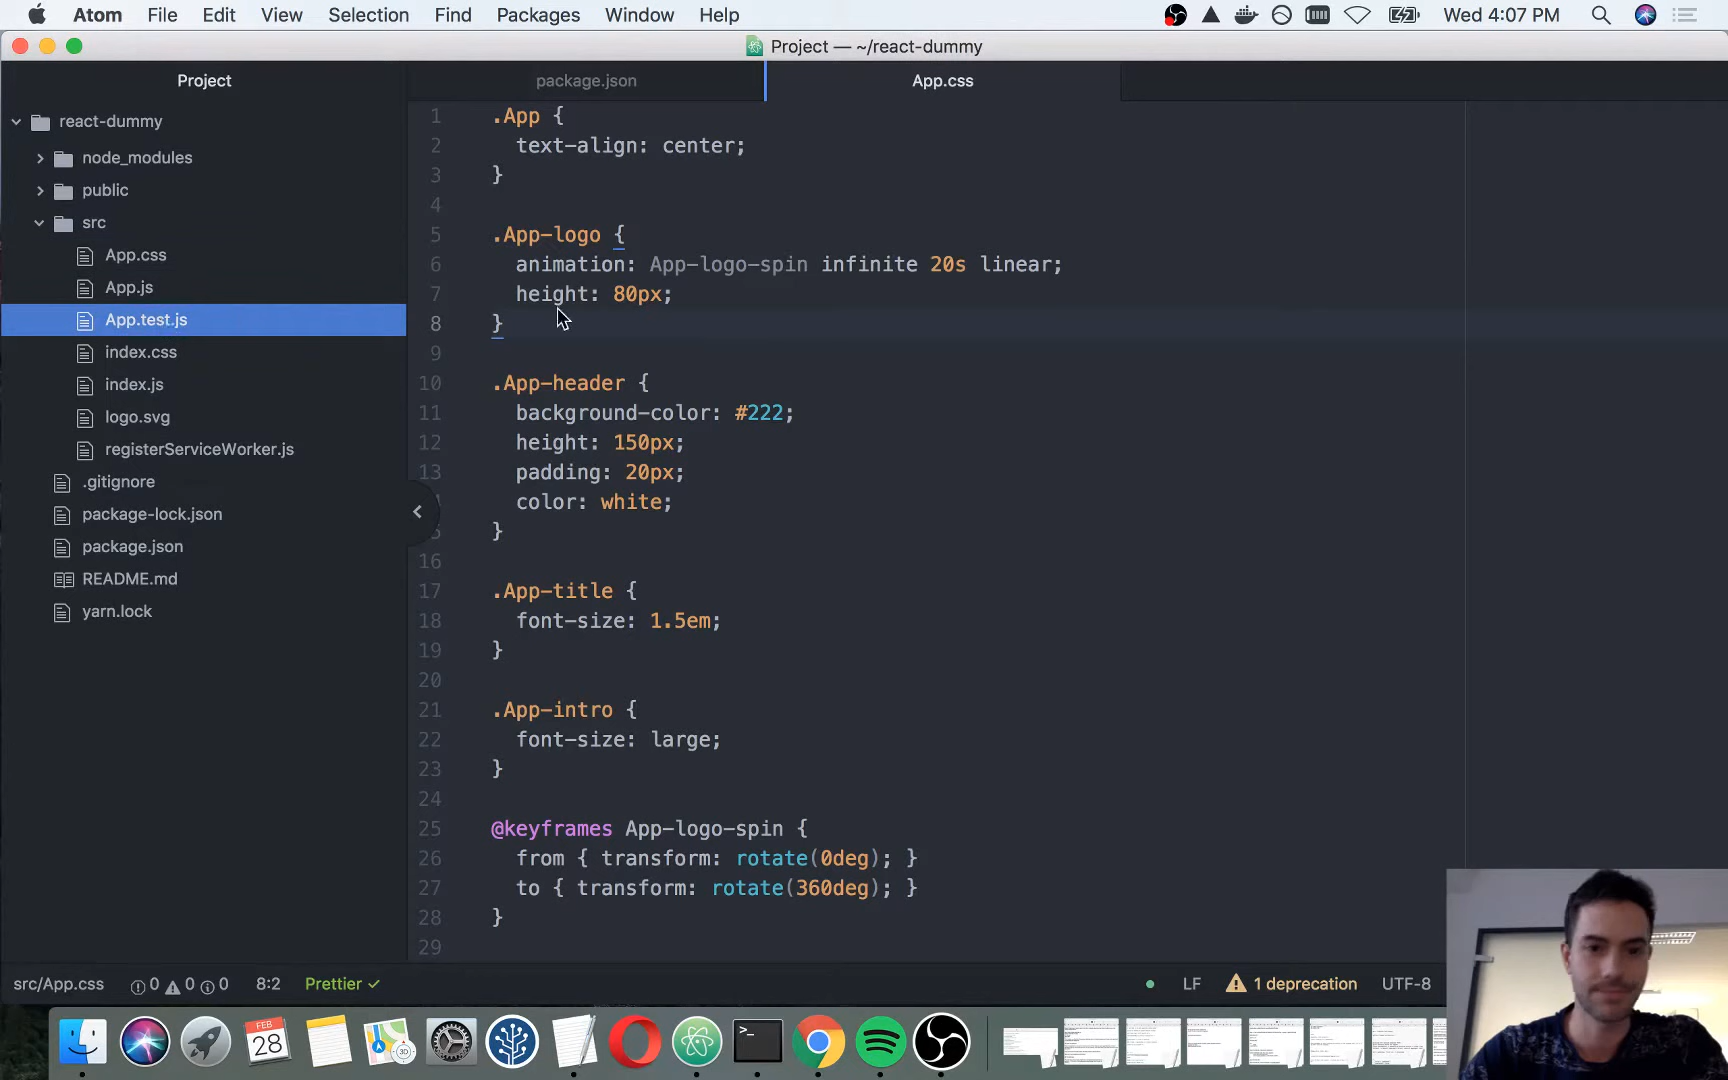 Atom File Edit View Selection Find Packages Window Help Wed 4:07 PM
Project — ~/react-dummy
Project
package.json
App.css
react-dummy
node_modules
public
src
App.css
App.js
App.test.js
index.css
index.js
logo.svg
registerServiceWorker.js
.gitignore
package-lock.json
package.json
README.md
yarn.lock
1 .App {
2 text-align: center;
3 }
4
5 .App-logo {
6 animation: App-logo-spin infinite 20s linear;
7 height: 80px;
8 }
9
10 .App-header {
11 background-color: #222;
12 height: 150px;
13 padding: 20px;
color: white;
}
16
17 .App-title {
18 font-size: 1.5em;
19 }
20
21 .App-intro {
22 font-size: large;
23 }
24
25 @keyframes App-logo-spin {
26 from { transform: rotate(0deg); }
27 to { transform: rotate(360deg); }
28 }
29
src/App.css 0 0 0 8:2 Prettier ✓ LF 1 deprecation UTF-8
FEB
28
3D
>_